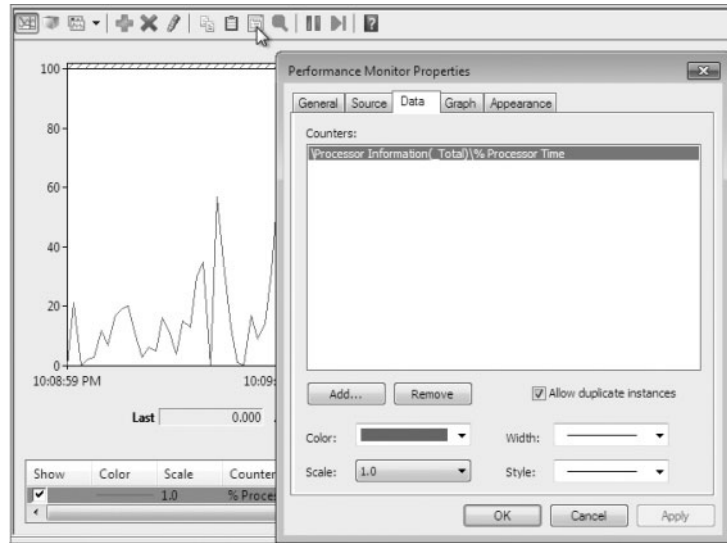 100
80
60
40
20
0
10:08:59 PM
10:09:
Last 0.000
Show Color Scale Counter
1.0 % Proces
Performance Monitor Properties
General Source Data Graph Appearance
Counters:
\Processor Information(_Total)\% Processor Time
Add... Remove Allow duplicate instances
Color: Width:
Scale: 1.0 Style:
OK Cancel Apply